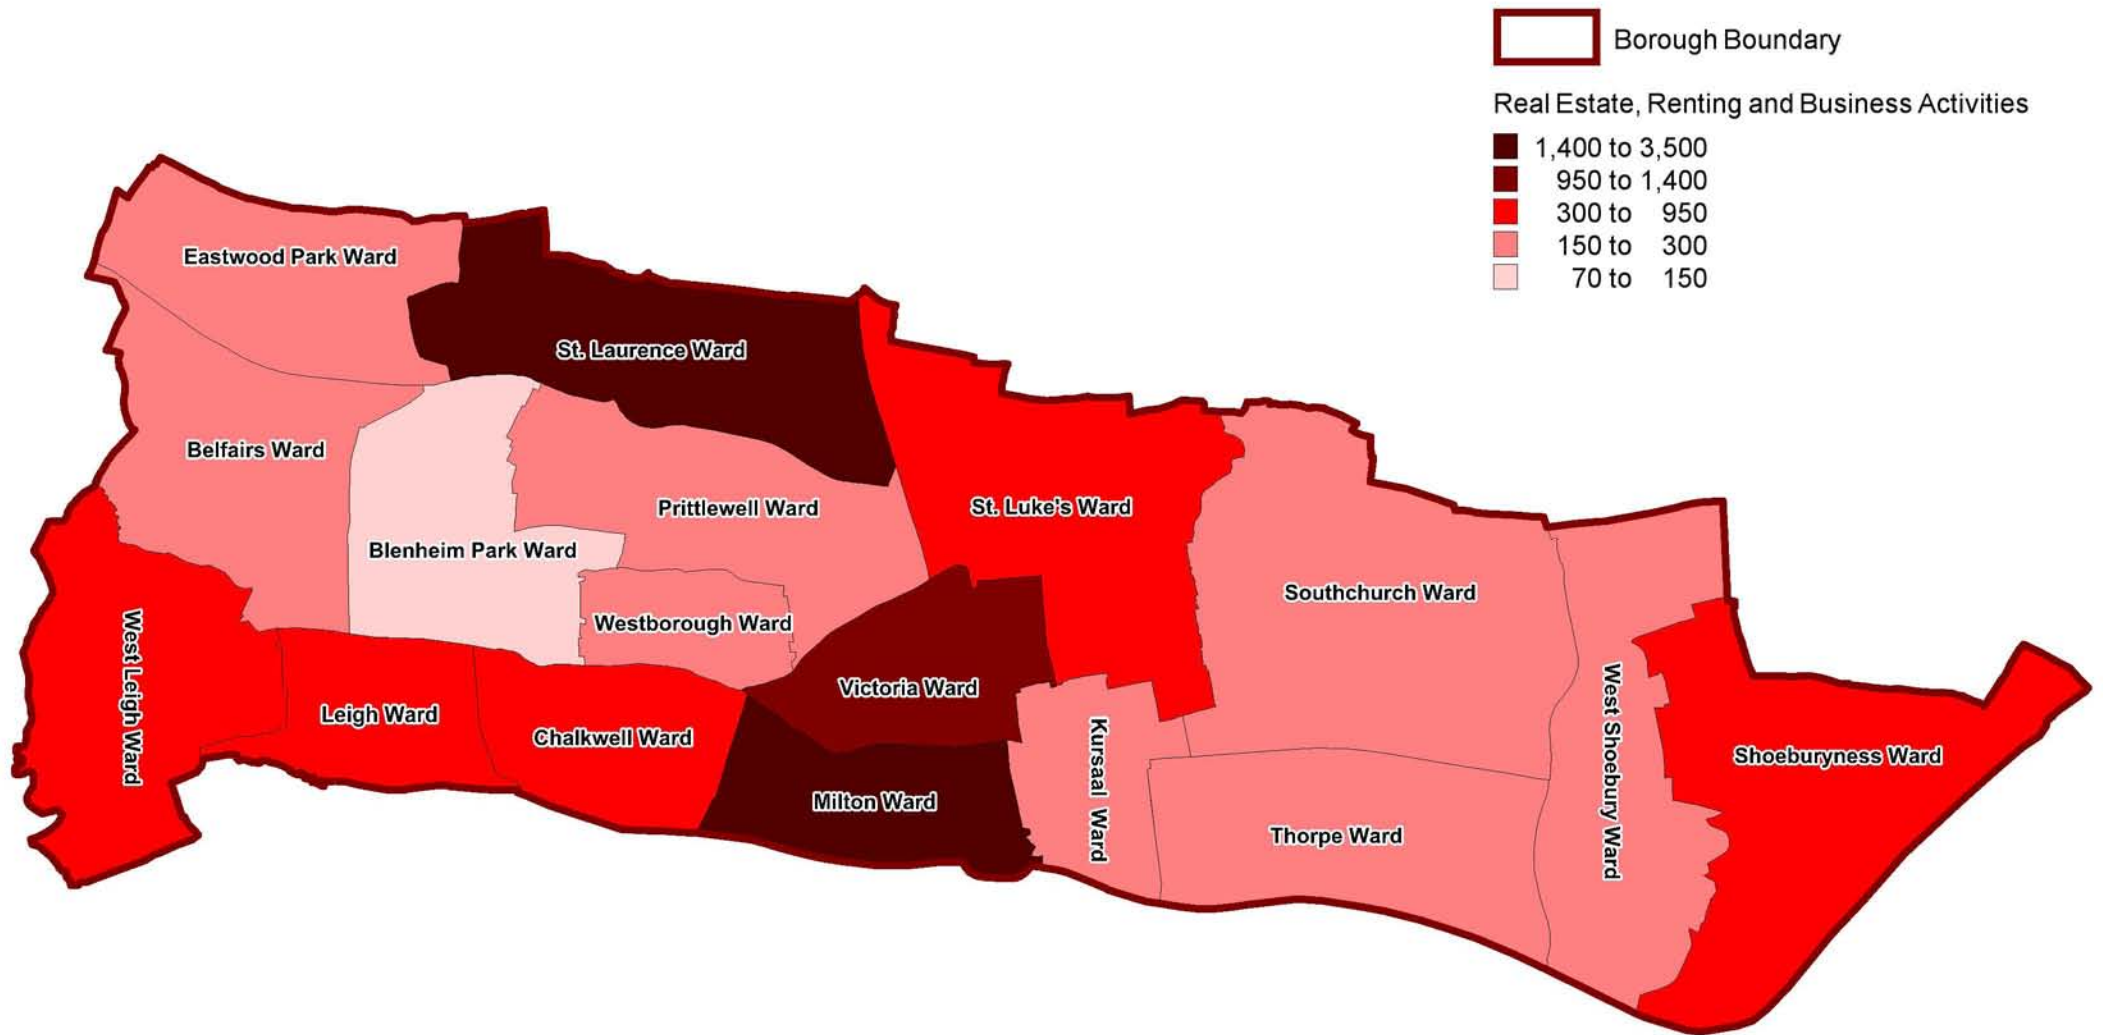 Borough Boundary
Real Estate, Renting and Business Activities
1,400 to 3,500
950 to 1,400
300 to 950
150 to 300
70 to 150
Eastwood Park Ward
St. Laurence Ward
Belfairs Ward
Prittlewell Ward
St. Luke's Ward
Blenheim Park Ward
Southchurch Ward
Westborough Ward
West Leigh Ward
Victoria Ward
Leigh Ward
Chalkwell Ward
Kursaal Ward
West Shoebury Ward
Shoeburyness Ward
Milton Ward
Thorpe Ward